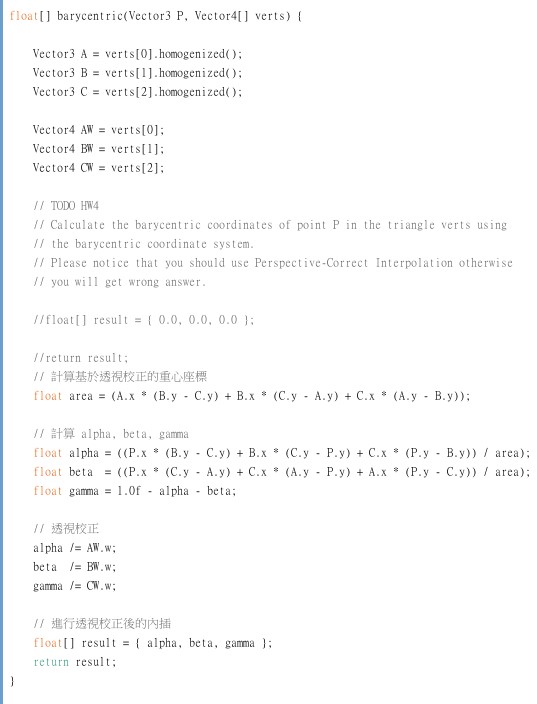 float[] barycentric(Vector3 P, Vector4[] verts) {
Vector3 A = verts[0].homogenized();
Vector3 B = verts[1].homogenized();
Vector3 C = verts[2].homogenized();
Vector4 AW = verts[0];
Vector4 BW = verts[1];
Vector4 CW = verts[2];
// TODO HW4
// Calculate the barycentric coordinates of point P in the triangle verts using
// the barycentric coordinate system.
// Please notice that you should use Perspective-Correct Interpolation otherwise
// you will get wrong answer.
//float[] result = { 0.0, 0.0, 0.0 };
//return result;
// 計算基於透視校正的重心座標
float area = (A.x * (B.y - C.y) + B.x * (C.y - A.y) + C.x * (A.y - B.y));
// 計算 alpha, beta, gamma
float alpha = ((P.x * (B.y - C.y) + B.x * (C.y - P.y) + C.x * (P.y - B.y)) / area);
float beta  = ((P.x * (C.y - A.y) + C.x * (A.y - P.y) + A.x * (P.y - C.y)) / area);
float gamma = 1.0f - alpha - beta;
// 透視校正
alpha /= AW.w;
beta  /= BW.w;
gamma /= CW.w;
// 進行透視校正後的內插
float[] result = { alpha, beta, gamma };
return result;
}